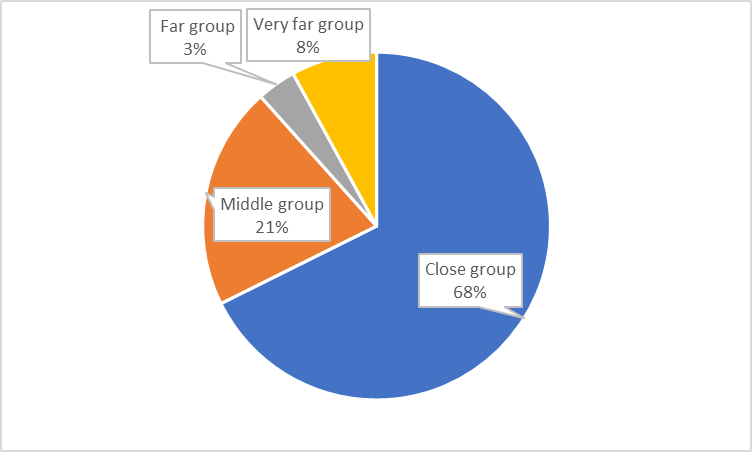 Far group
3%
Very far group
8%
Middle group
21%
Close group
68%